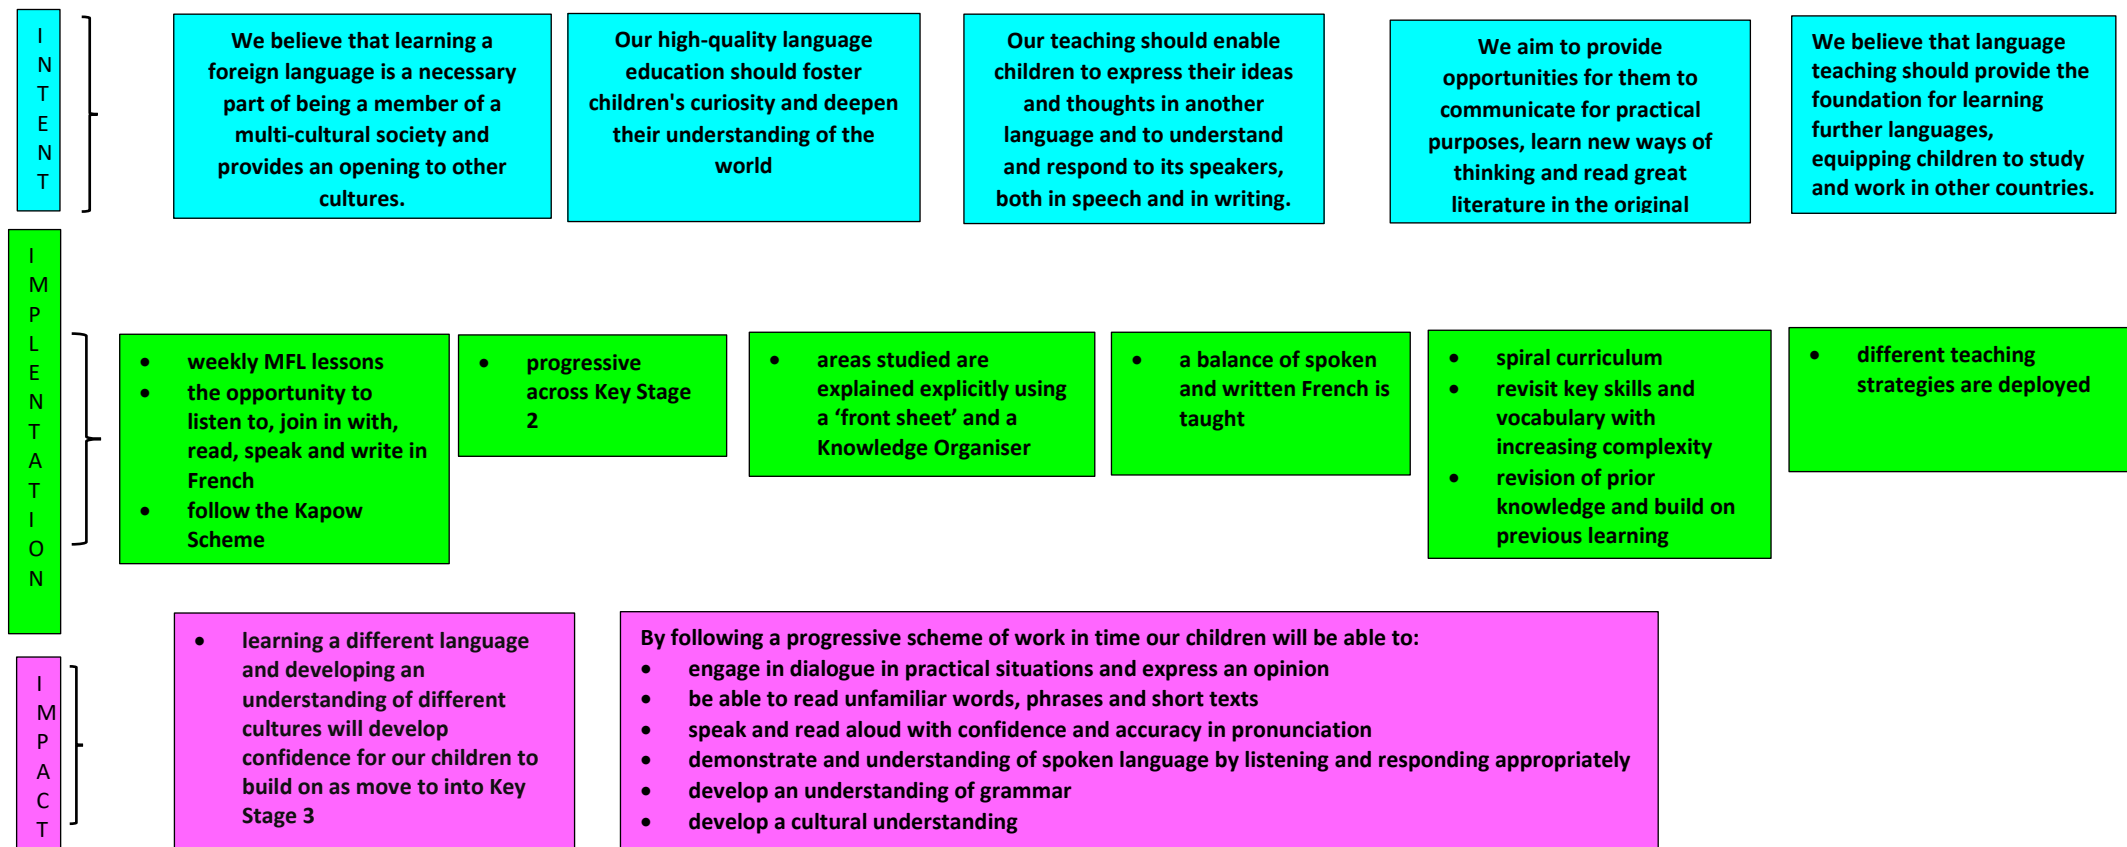 INTENT
We believe that learning a
foreign language is a necessary
part of being a member of a
multi-cultural society and
provides an opening to other
cultures.
Our high-quality language
education should foster
children's curiosity and deepen
their understanding of the
world
Our teaching should enable
children to express their ideas
and thoughts in another
language and to understand
and respond to its speakers,
both in speech and in writing.
We aim to provide
opportunities for them to
communicate for practical
purposes, learn new ways of
thinking and read great
literature in the original
We believe that language
teaching should provide the
foundation for learning
further languages,
equipping children to study
and work in other countries.
IMPLENTATION
• weekly MFL lessons
• the opportunity to
listen to, join in with,
read, speak and write in
French
• follow the Kapow
Scheme
• progressive
across Key Stage
2
• areas studied are
explained explicitly using
a ‘front sheet’ and a
Knowledge Organiser
• a balance of spoken
and written French is
taught
• spiral curriculum
• revisit key skills and
vocabulary with
increasing complexity
• revision of prior
knowledge and build on
previous learning
• different teaching
strategies are deployed
IMPACT
• learning a different language
and developing an
understanding of different
cultures will develop
confidence for our children to
build on as move to into Key
Stage 3
By following a progressive scheme of work in time our children will be able to:
• engage in dialogue in practical situations and express an opinion
• be able to read unfamiliar words, phrases and short texts
• speak and read aloud with confidence and accuracy in pronunciation
• demonstrate and understanding of spoken language by listening and responding appropriately
• develop an understanding of grammar
• develop a cultural understanding